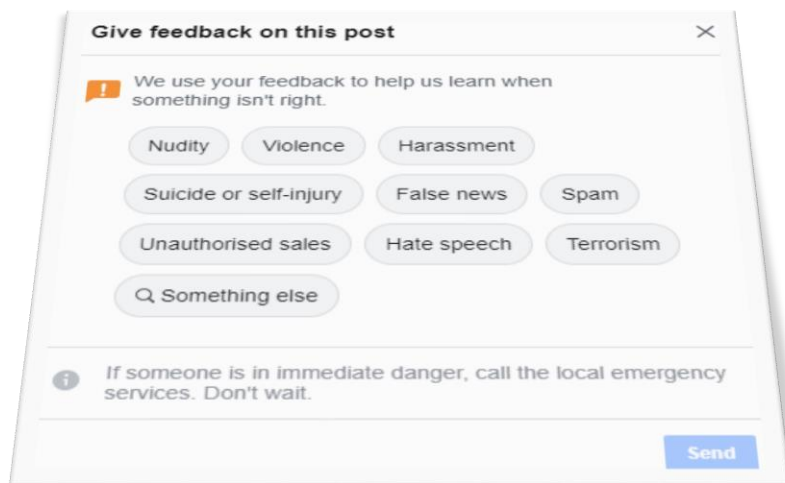 Give feedback on this post
We use your feedback to help us learn when
something isn't right.
Nudity Violence Harassment
Suicide or self-injury False news Spam
Unauthorised sales Hate speech Terrorism
Something else
If someone is in immediate danger, call the local emergency
services. Don't wait.
Send